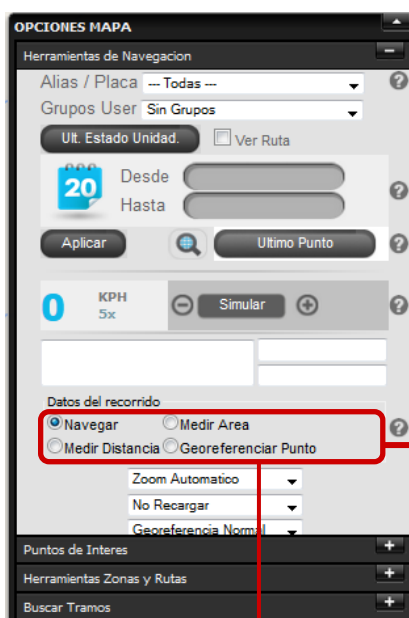 OPCIONES MAPA
Herramientas de Navegacion
Alias / Placa --- Todas ---
Grupos User Sin Grupos
Ult. Estado Unidad. Ver Ruta
20 Desde
Hasta
Aplicar Ultimo Punto
0 KPH
5x Simular
Datos del recorrido
Navegar Medir Area
Medir Distancia Georeferenciar Punto
Zoom Automatico
No Recargar
Georeferencia Normal
Puntos de Interes
Herramientas Zonas y Rutas
Buscar Tramos